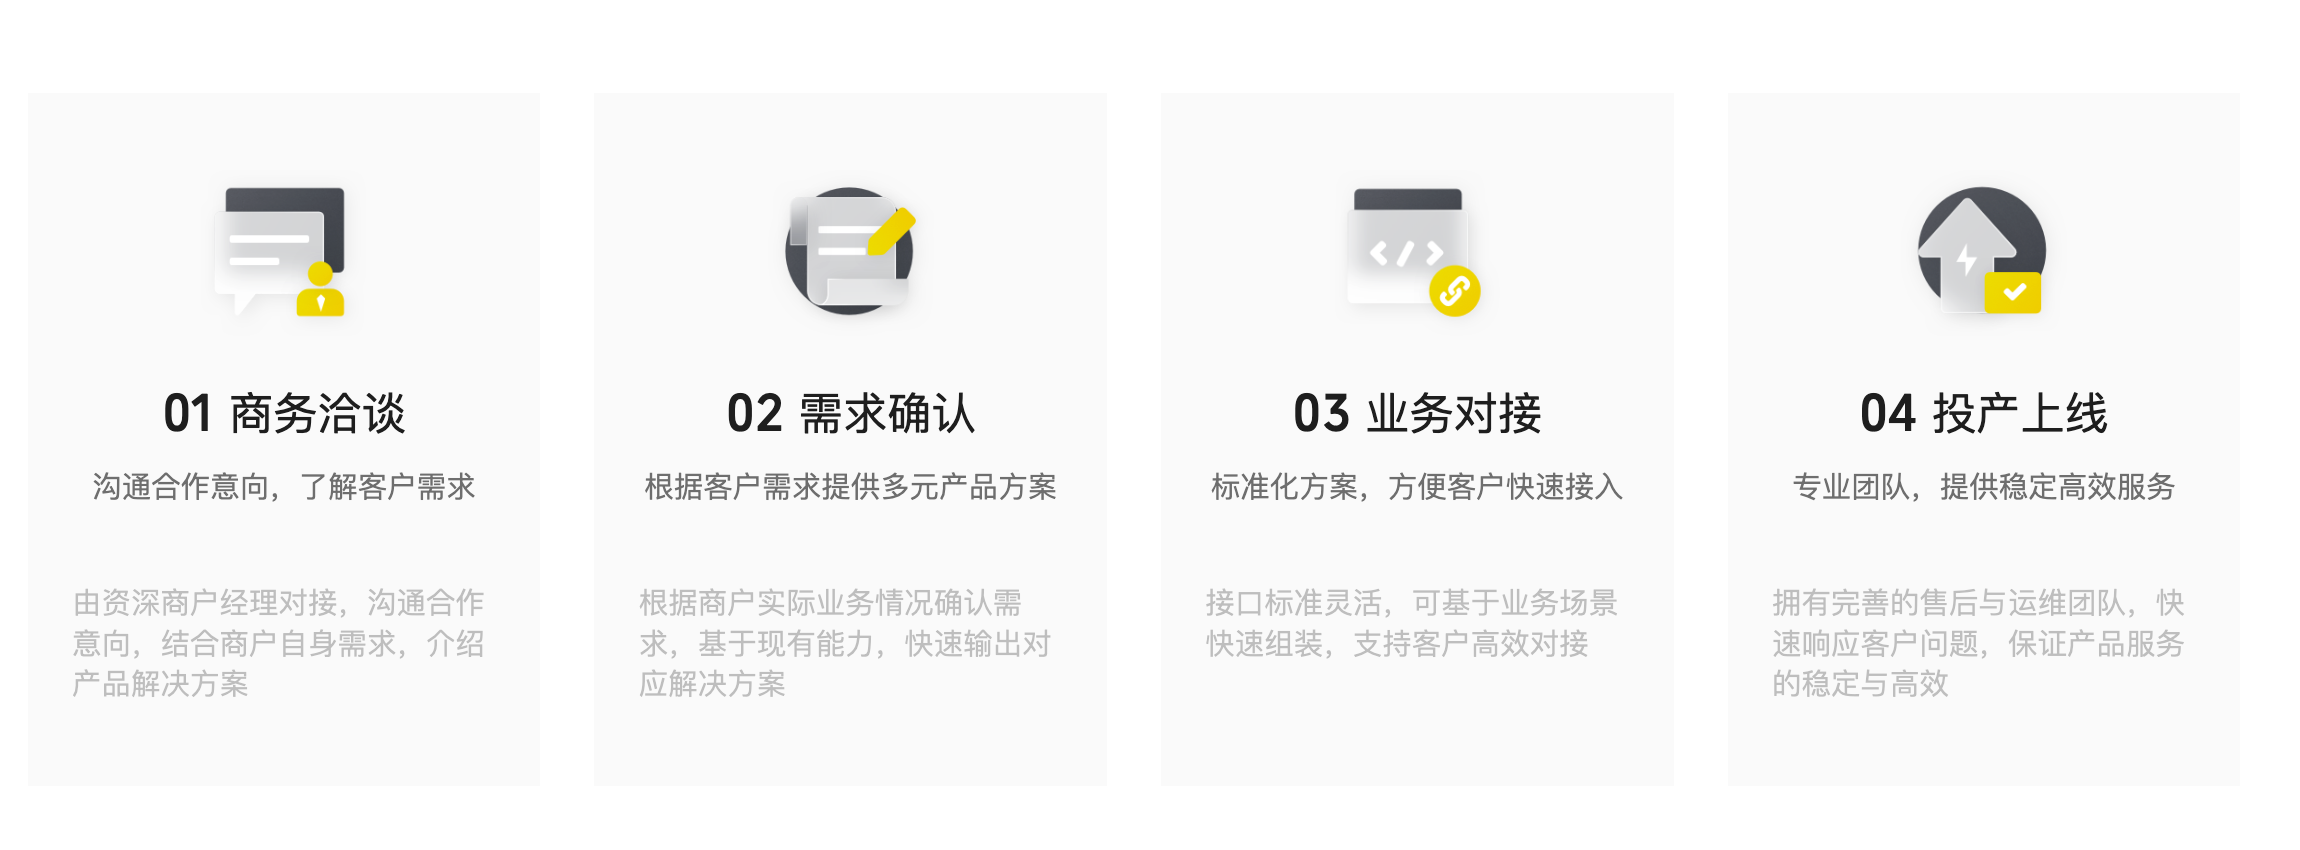 01 商务洽谈
沟通合作意向，了解客户需求
由资深商户经理对接，沟通合作
意向，结合商户自身需求，介绍
产品解决方案
02 需求确认
根据客户需求提供多元产品方案
根据商户实际业务情况确认需
求，基于现有能力，快速输出对
应解决方案
03 业务对接
标准化方案，方便客户快速接入
接口标准灵活，可基于业务场景
快速组装，支持客户高效对接
04 投产上线
专业团队，提供稳定高效服务
拥有完善的售后与运维团队，快
速响应客户问题，保证产品服务
的稳定与高效